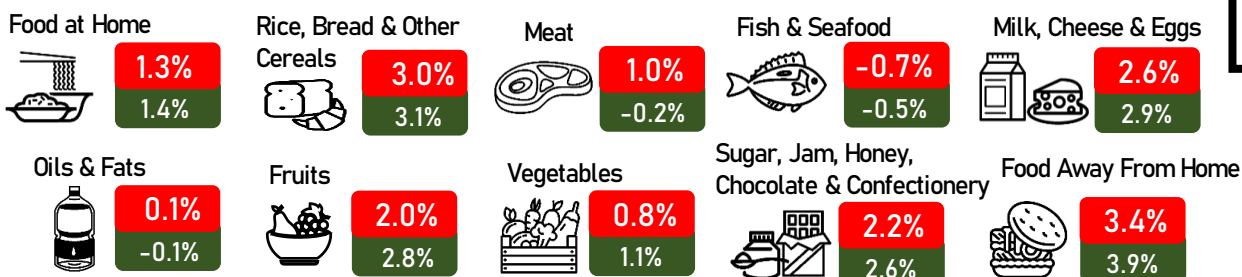 Food at Home
1.3%
1.4%
Rice, Bread & Other
Cereals
3.0%
3.1%
Meat
1.0%
-0.2%
Fish & Seafood
-0.7%
-0.5%
Milk, Cheese & Eggs
2.6%
2.9%
Oils & Fats
0.1%
-0.1%
Fruits
2.0%
2.8%
Vegetables
0.8%
1.1%
Sugar, Jam, Honey,
Chocolate & Confectionery
2.2%
2.6%
Food Away From Home
3.4%
3.9%